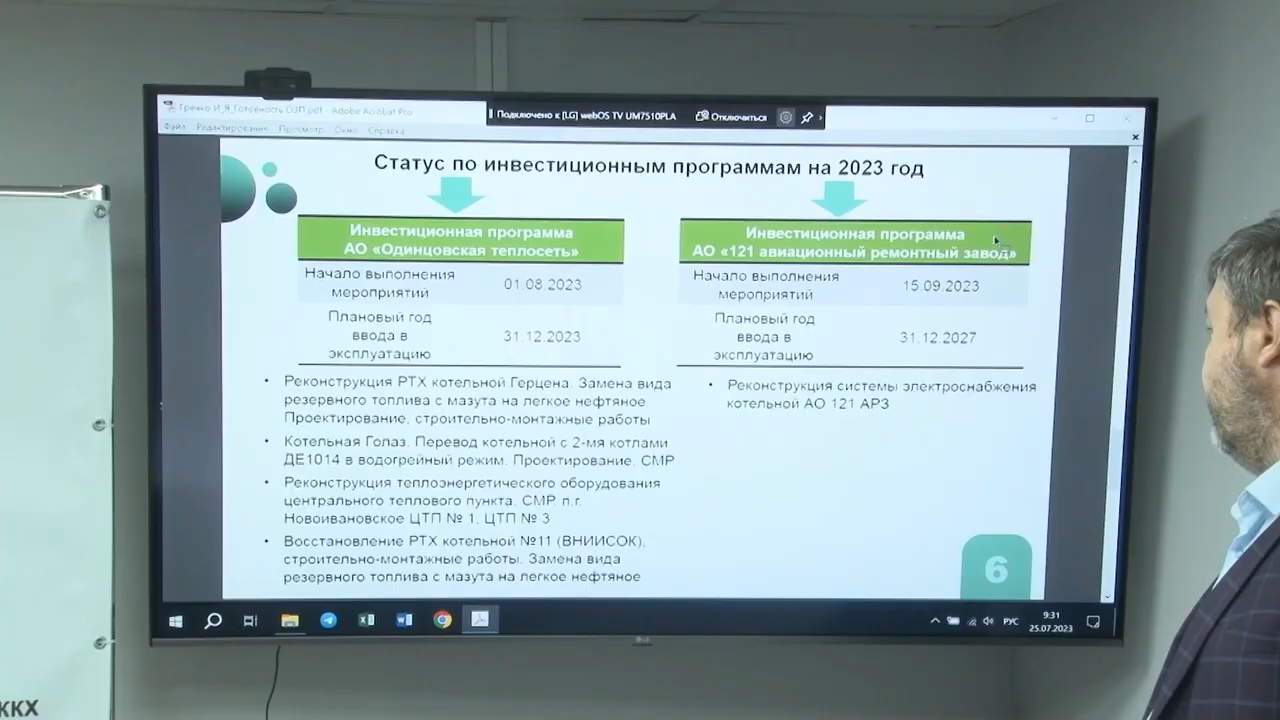 Гречко И_Я_Готовность ОЗП.pdf - Adobe Acrobat Pro
Подключено к [LG] webOS TV UM7510PLA
Отключиться
Файл Редактирование Просмотр Окно Справка
Статус по инвестиционным программам на 2023 год
Инвестиционная программа
АО «Одинцовская теплосеть»
Начало выполнения
мероприятий
01.08.2023
Плановый год
ввода в
эксплуатацию
31.12.2023
• Реконструкция РТХ котельной Герцена. Замена вида
резервного топлива с мазута на легкое нефтяное
Проектирование, строительно-монтажные работы
• Котельная Голаз. Перевод котельной с 2-мя котлами
ДЕ1014 в водогрейный режим. Проектирование. СМР
• Реконструкция теплоэнергетического оборудования
центрального теплового пункта. СМР. п.г.
Новоивановское ЦТП № 1, ЦТП № 3
• Восстановление РТХ котельной №11 (ВНИИСОК),
строительно-монтажные работы. Замена вида
резервного топлива с мазута на легкое нефтяное
Инвестиционная программа
АО «121 авиационный ремонтный завод»
Начало выполнения
мероприятий
15.09.2023
Плановый год
ввода в
эксплуатацию
31.12.2027
• Реконструкция системы электроснабжения
котельной АО 121 АРЗ
6
РУС
9:31
25.07.2023
LG
ККХ